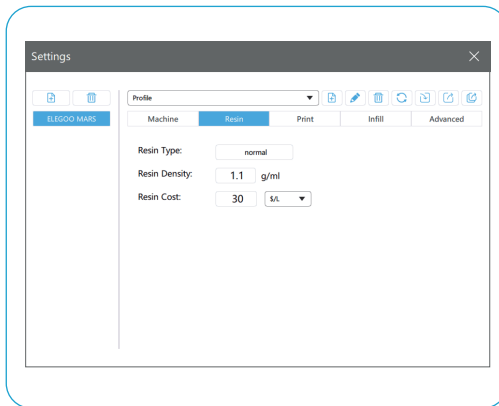 Settings
Profile
ELEGOO MARS
Machine Resin Print Infill Advanced
Resin Type: normal
Resin Density: 1.1 g/ml
Resin Cost: 30 $/L